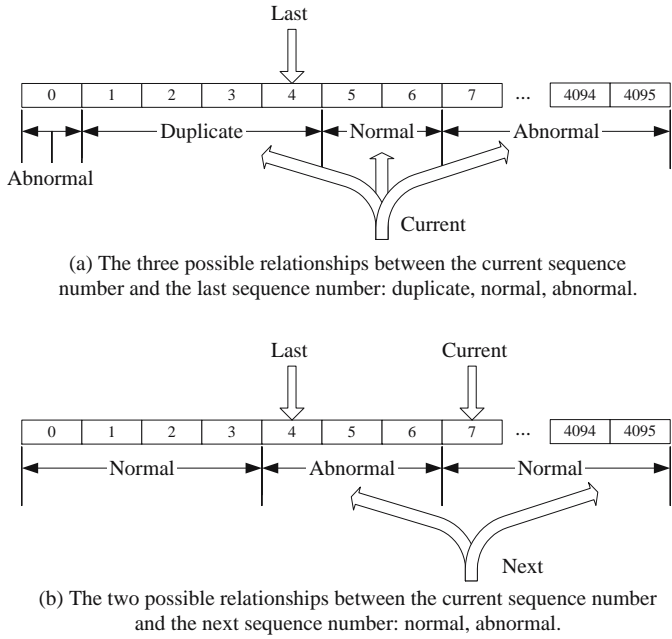 Last
0 1 2 3 4 5 6 7 ... 4094 4095
Duplicate Normal Abnormal
Abnormal
Current
(a) The three possible relationships between the current sequence
number and the last sequence number: duplicate, normal, abnormal.
Last Current
0 1 2 3 4 5 6 7 ... 4094 4095
Normal Abnormal Normal
Next
(b) The two possible relationships between the current sequence number
and the next sequence number: normal, abnormal.